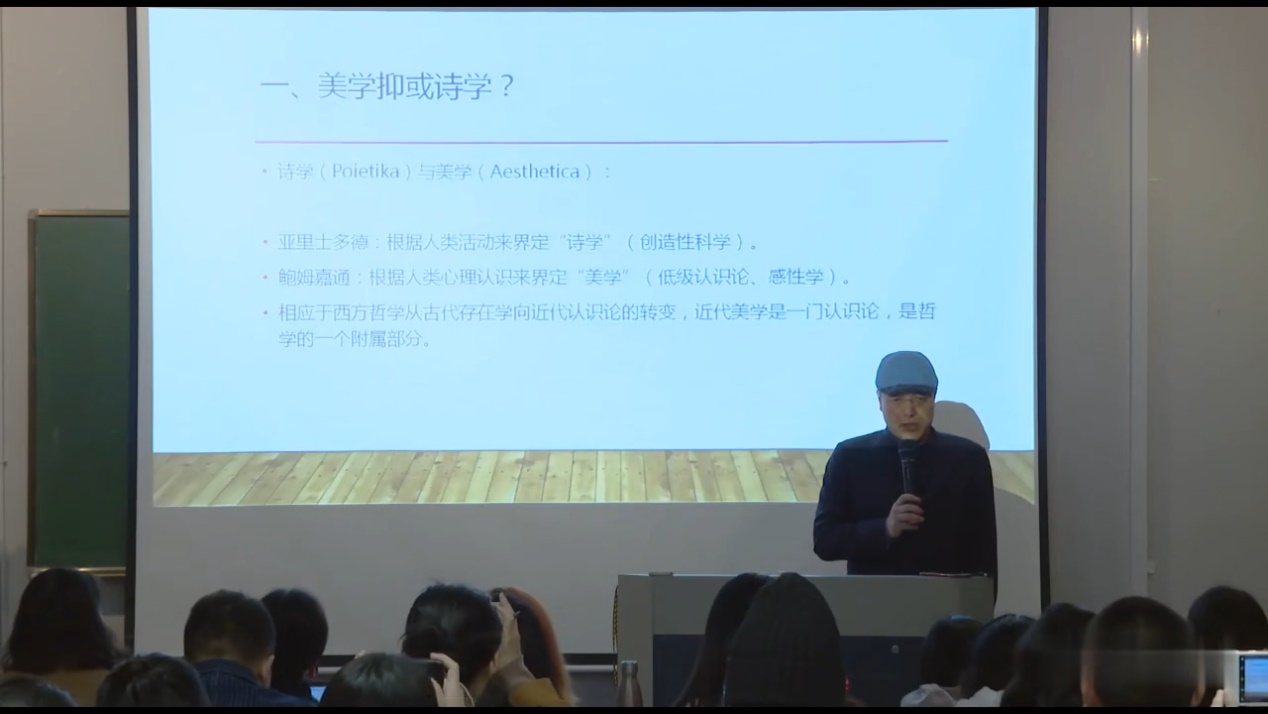 一、美学抑或诗学？
• 诗学（Poietika）与美学（Aesthetica）：
• 亚里士多德：根据人类活动来界定“诗学”（创造性科学）。
• 鲍姆嘉通：根据人类心理认识来界定“美学”（低级认识论、感性学）。
• 相应于西方哲学从古代存在学向近代认识论的转变，近代美学是一门认识论，是哲
学的一个附属部分。